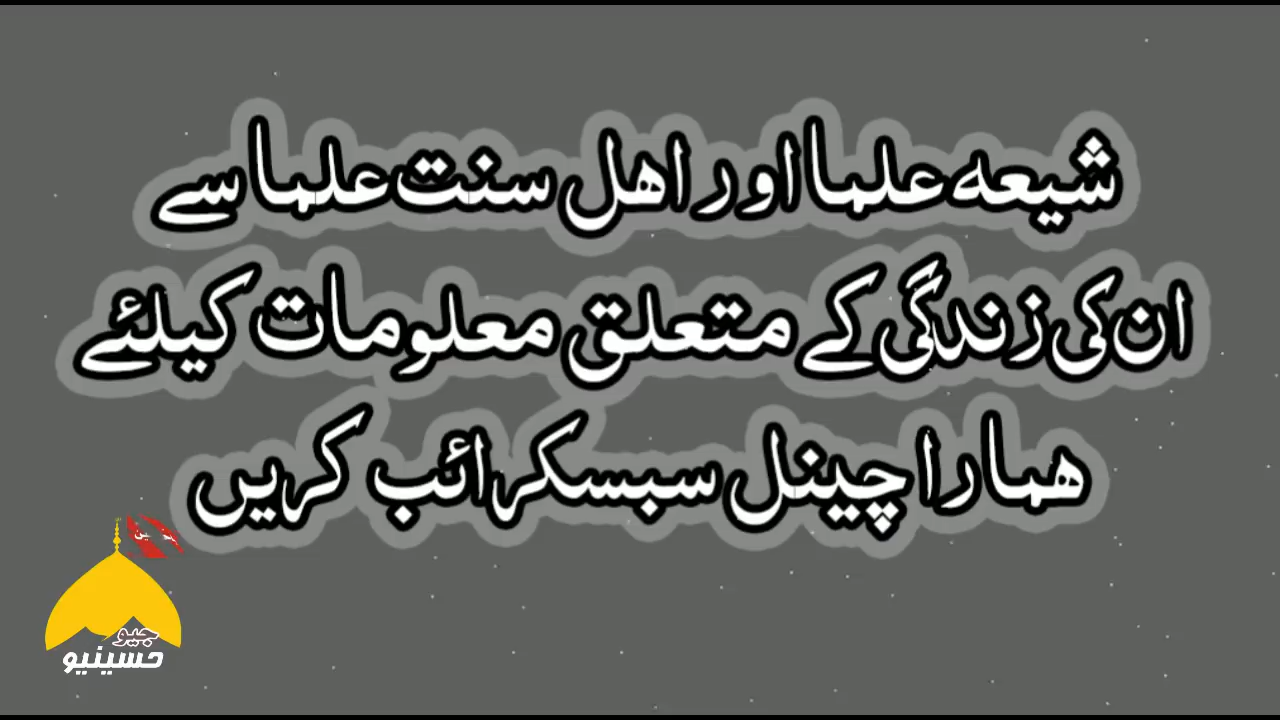 شیعہ علما اور اھل سنت علما سے
ان کی زندگی کے متعلق معلومات کیلئے
ھمارا چینل سبسکرائب کریں
جیو
حسینیو